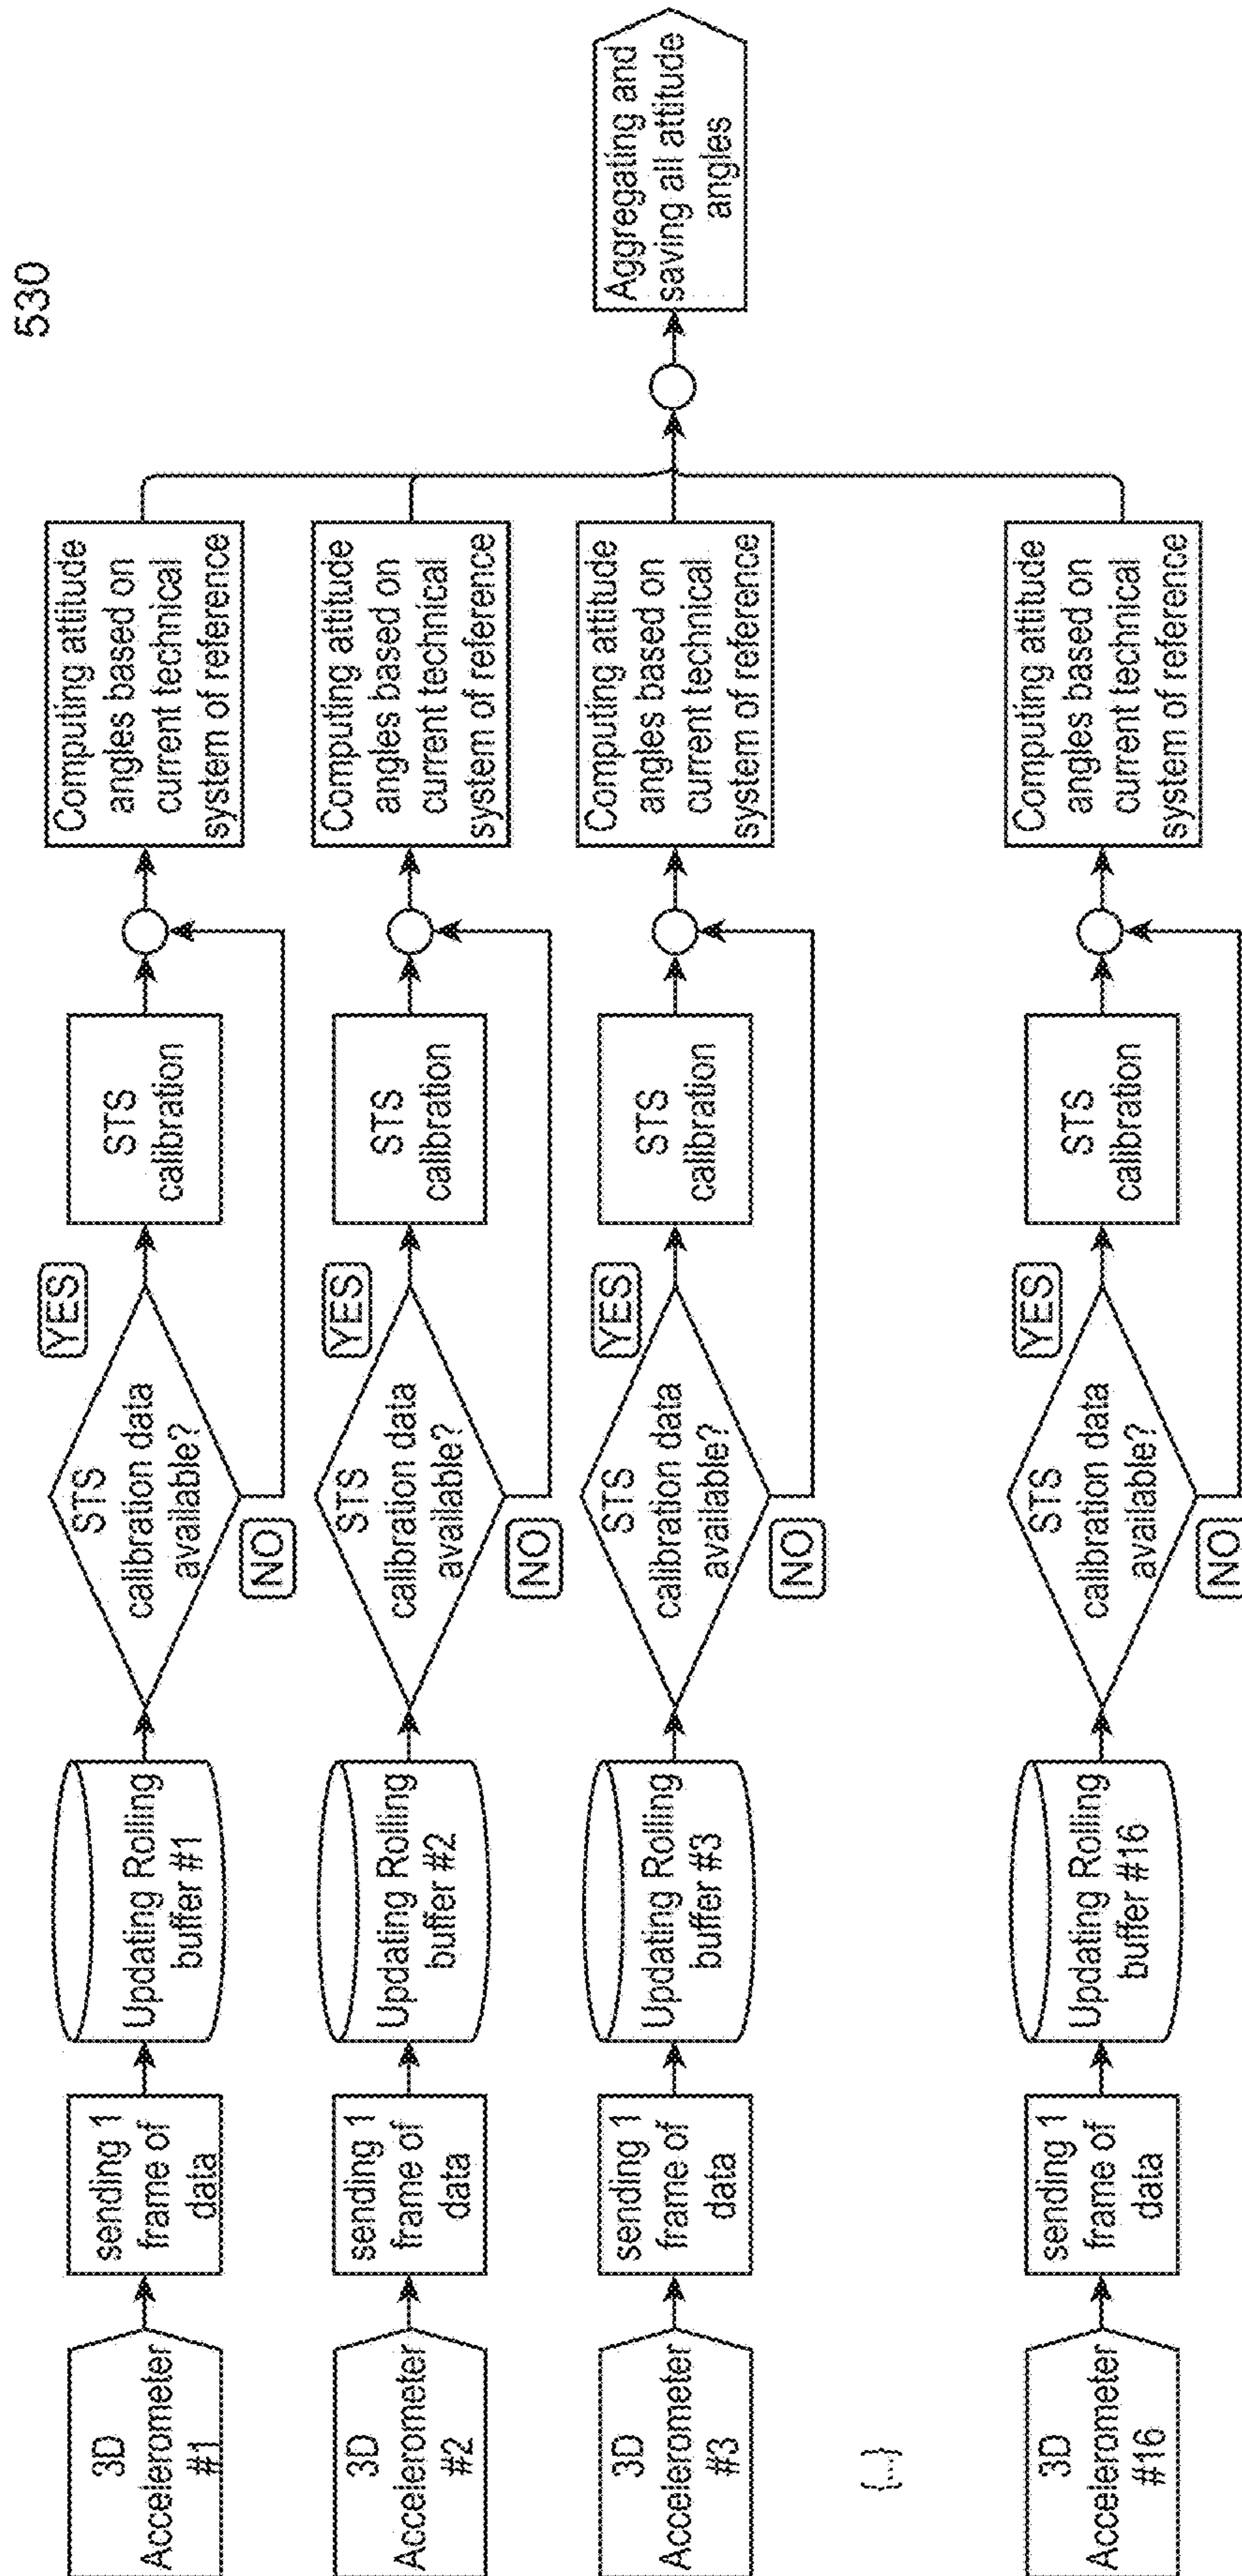 530
3D
Accelerometer
#1
sending 1
frame of
data
Updating Rolling
buffer #1
STS
calibration data
available?
YES
NO
STS
calibration
Computing attitude
angles based on
current technical
system of reference
3D
Accelerometer
#2
sending 1
frame of
data
Updating Rolling
buffer #2
STS
calibration data
available?
YES
NO
STS
calibration
Computing attitude
angles based on
current technical
system of reference
3D
Accelerometer
#3
sending 1
frame of
data
Updating Rolling
buffer #3
STS
calibration data
available?
YES
NO
STS
calibration
Computing attitude
angles based on
current technical
system of reference
{...}
3D
Accelerometer
#16
sending 1
frame of
data
Updating Rolling
buffer #16
STS
calibration data
available?
YES
NO
STS
calibration
Computing attitude
angles based on
current technical
system of reference
Aggregating and
saving all attitude
angles